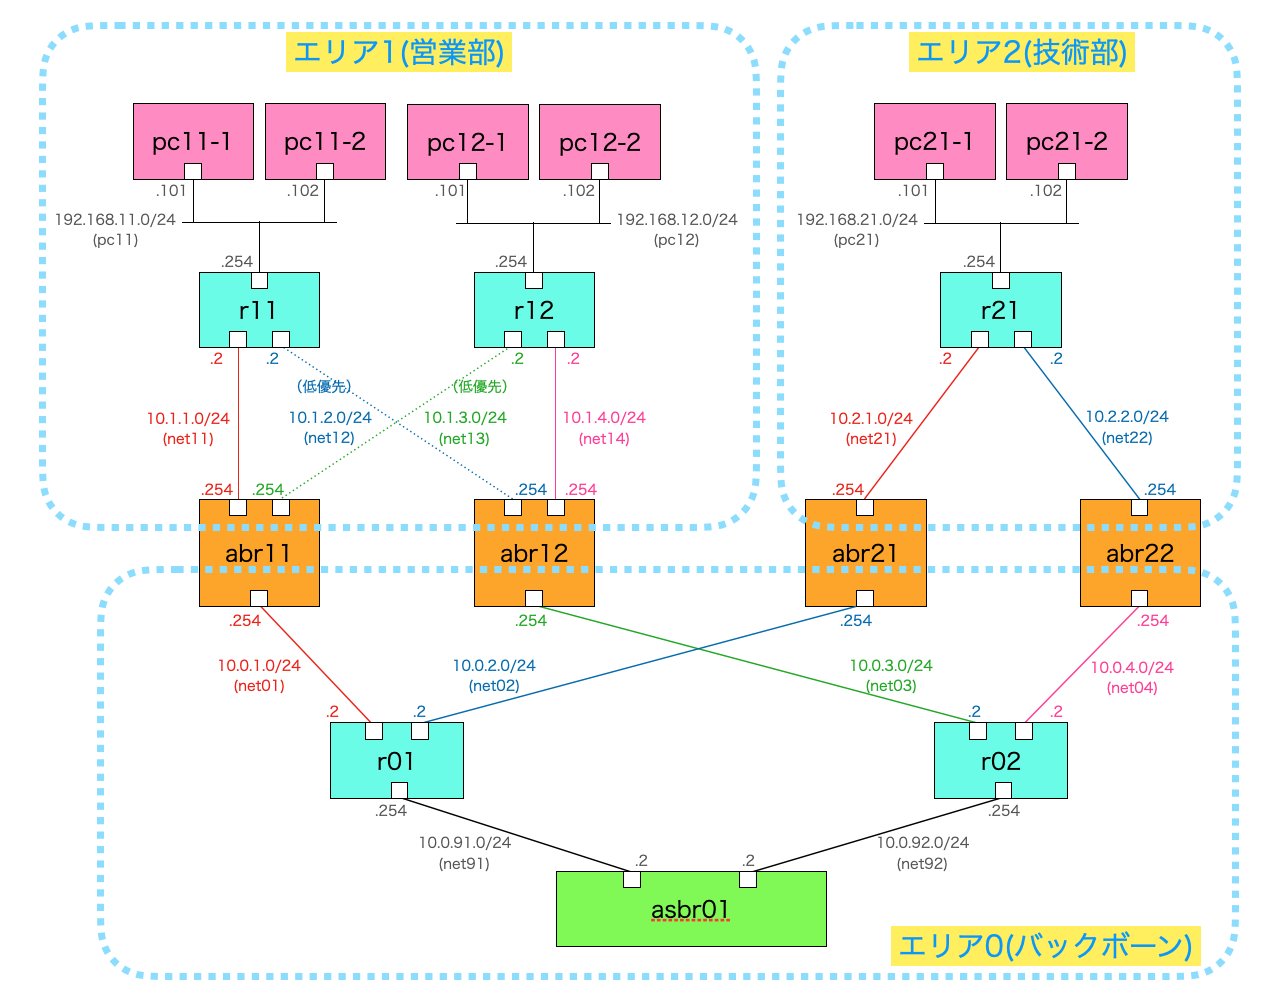 エリア1(営業部)
エリア2(技術部)
pc11-1
pc11-2
pc12-1
pc12-2
pc21-1
pc21-2
.101
.102
.101
.102
.101
.102
192.168.11.0/24
(pc11)
192.168.12.0/24
(pc12)
192.168.21.0/24
(pc21)
.254
.254
.254
r11
r12
r21
.2
.2
.2
.2
.2
.2
(低優先)
(低優先)
10.1.1.0/24
(net11)
10.1.2.0/24
(net12)
10.1.3.0/24
(net13)
10.1.4.0/24
(net14)
10.2.1.0/24
(net21)
10.2.2.0/24
(net22)
.254
.254
.254
.254
.254
.254
abr11
abr12
abr21
abr22
.254
.254
.254
.254
10.0.1.0/24
(net01)
10.0.2.0/24
(net02)
10.0.3.0/24
(net03)
10.0.4.0/24
(net04)
.2
.2
.2
.2
r01
r02
.254
.254
10.0.91.0/24
(net91)
10.0.92.0/24
(net92)
.2
.2
asbr01
エリア0(バックボーン)